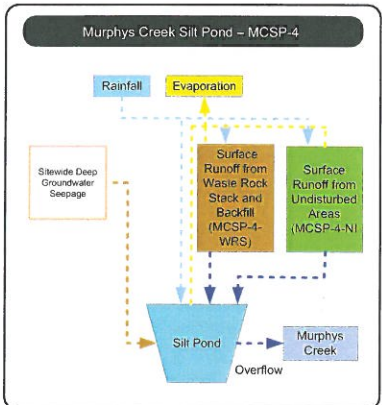 Murphys Creek Silt Pond ~ MCSP-4
Rainfall
Evaporation
Sitewide Deep
Groundwater
Seepage
Surface
Runoff from
Waste Rock
Stack and
Backfill
(MCSP-4-
WRS)
Surface
Runoff from
Undisturbed
Areas
(MCSP-4-NI
Silt Pond
Murphys
Creek
Overflow